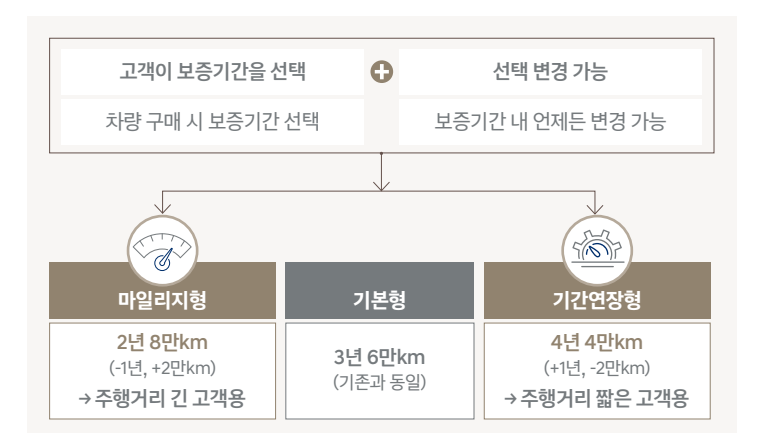 고객이 보증기간을 선택
선택 변경 가능
차량 구매 시 보증기간 선택
보증기간 내 언제든 변경 가능
마일리지형
기본형
기간연장형
2년 8만km
(-1년, +2만km)
→ 주행거리 긴 고객용
3년 6만km
(기존과 동일)
4년 4만km
(+1년, -2만km)
→ 주행거리 짧은 고객용